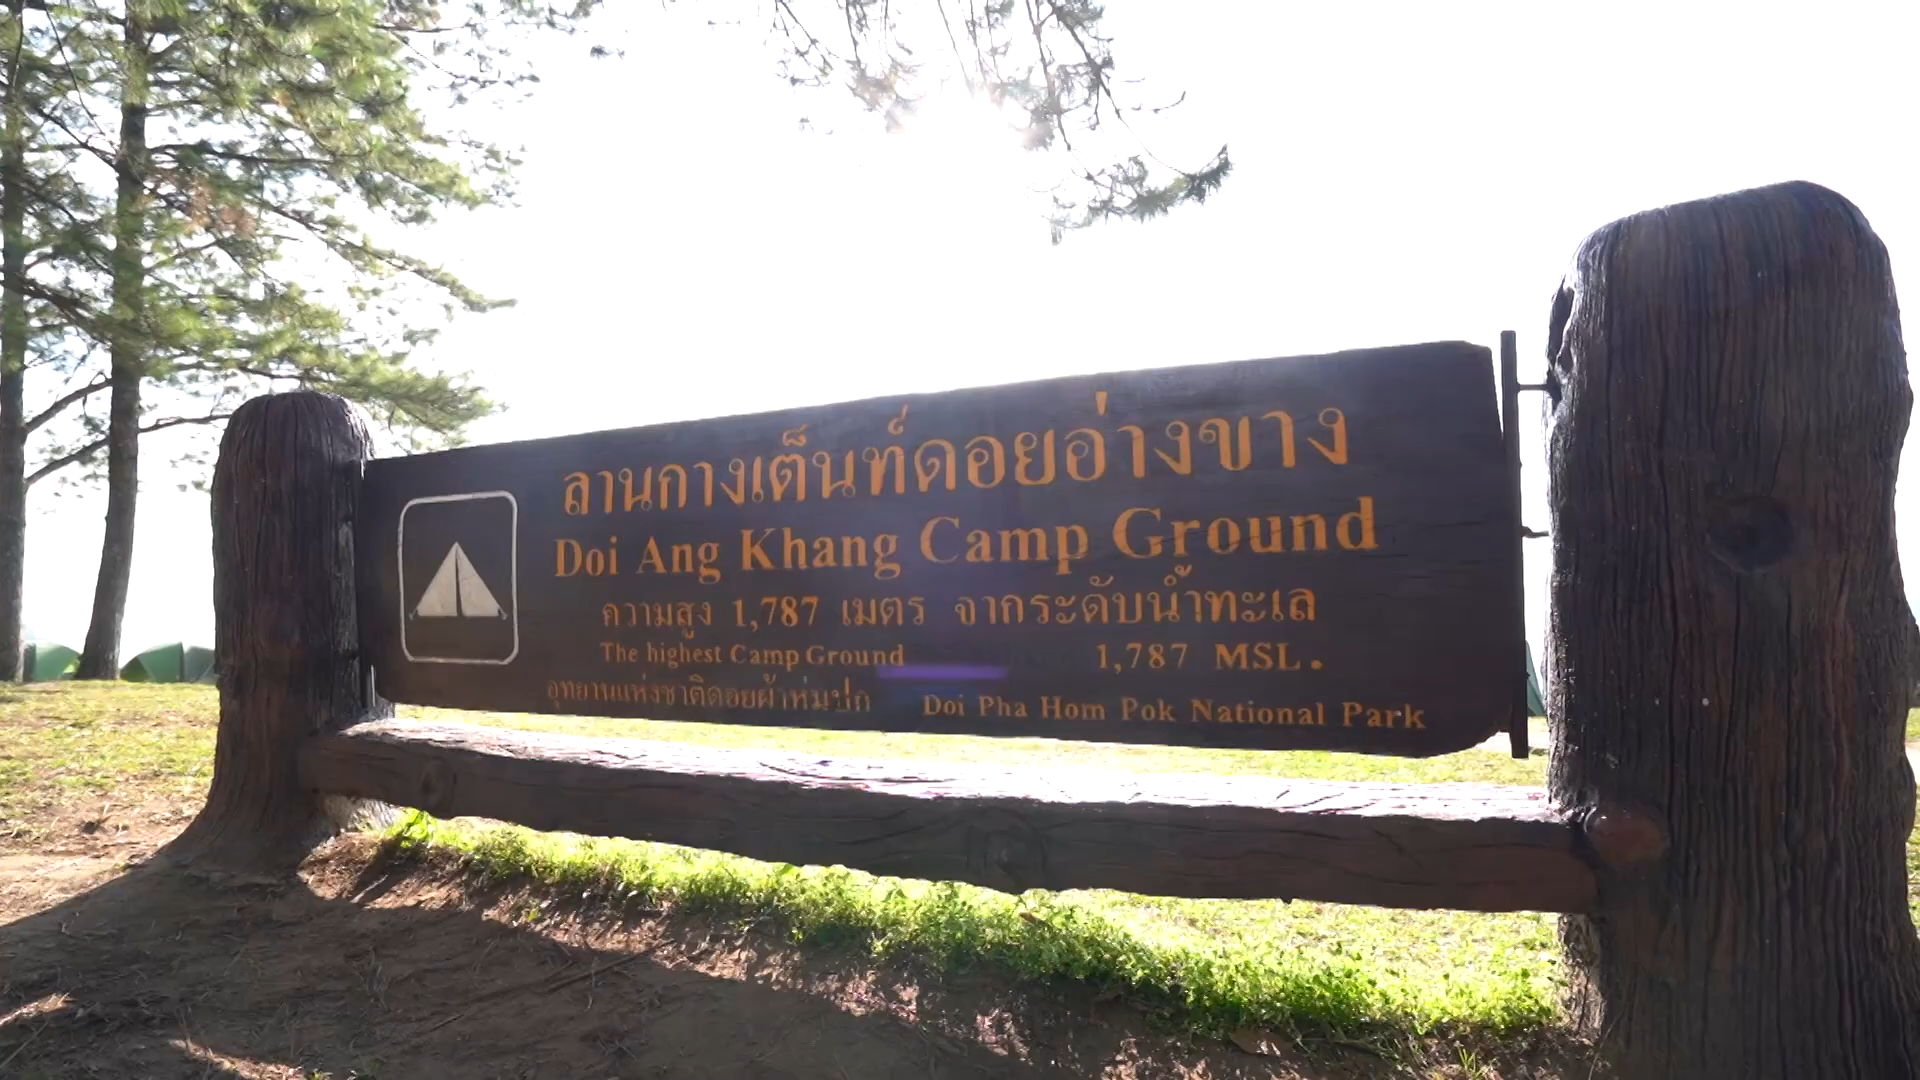 ลานกางเต็นท์ดอยอ่างขาง
Doi Ang Khang Camp Ground
ความสูง 1,787 เมตร จากระดับน้ำทะเล
The highest Camp Ground 1,787 MSL.
อุทยานแห่งชาติดอยผ้าห่มปก Doi Pha Hom Pok National Park